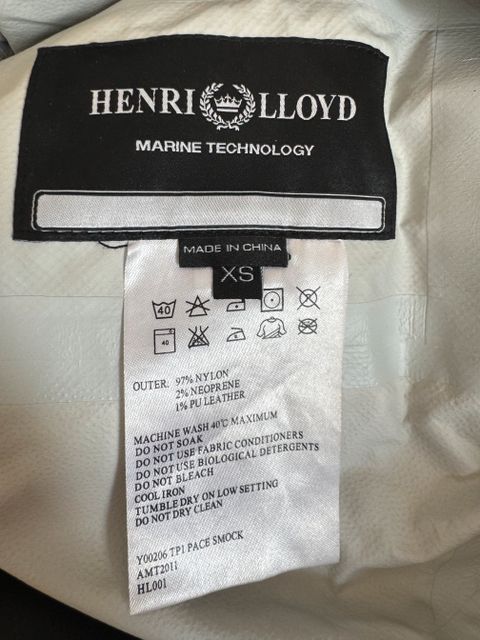 HENRI LLOYD
MARINE TECHNOLOGY
MADE IN CHINA
XS
40
40
OUTER: 97% NYLON
2% NEOPRENE
1% PU LEATHER
MACHINE WASH 40℃ MAXIMUM
DO NOT SOAK
DO NOT USE FABRIC CONDITIONERS
DO NOT USE BIOLOGICAL DETERGENTS
DO NOT BLEACH
COOL IRON
TUMBLE DRY ON LOW SETTING
DO NOT DRY CLEAN
Y00206 TP1 PACE SMOCK
AMT2011
HL001